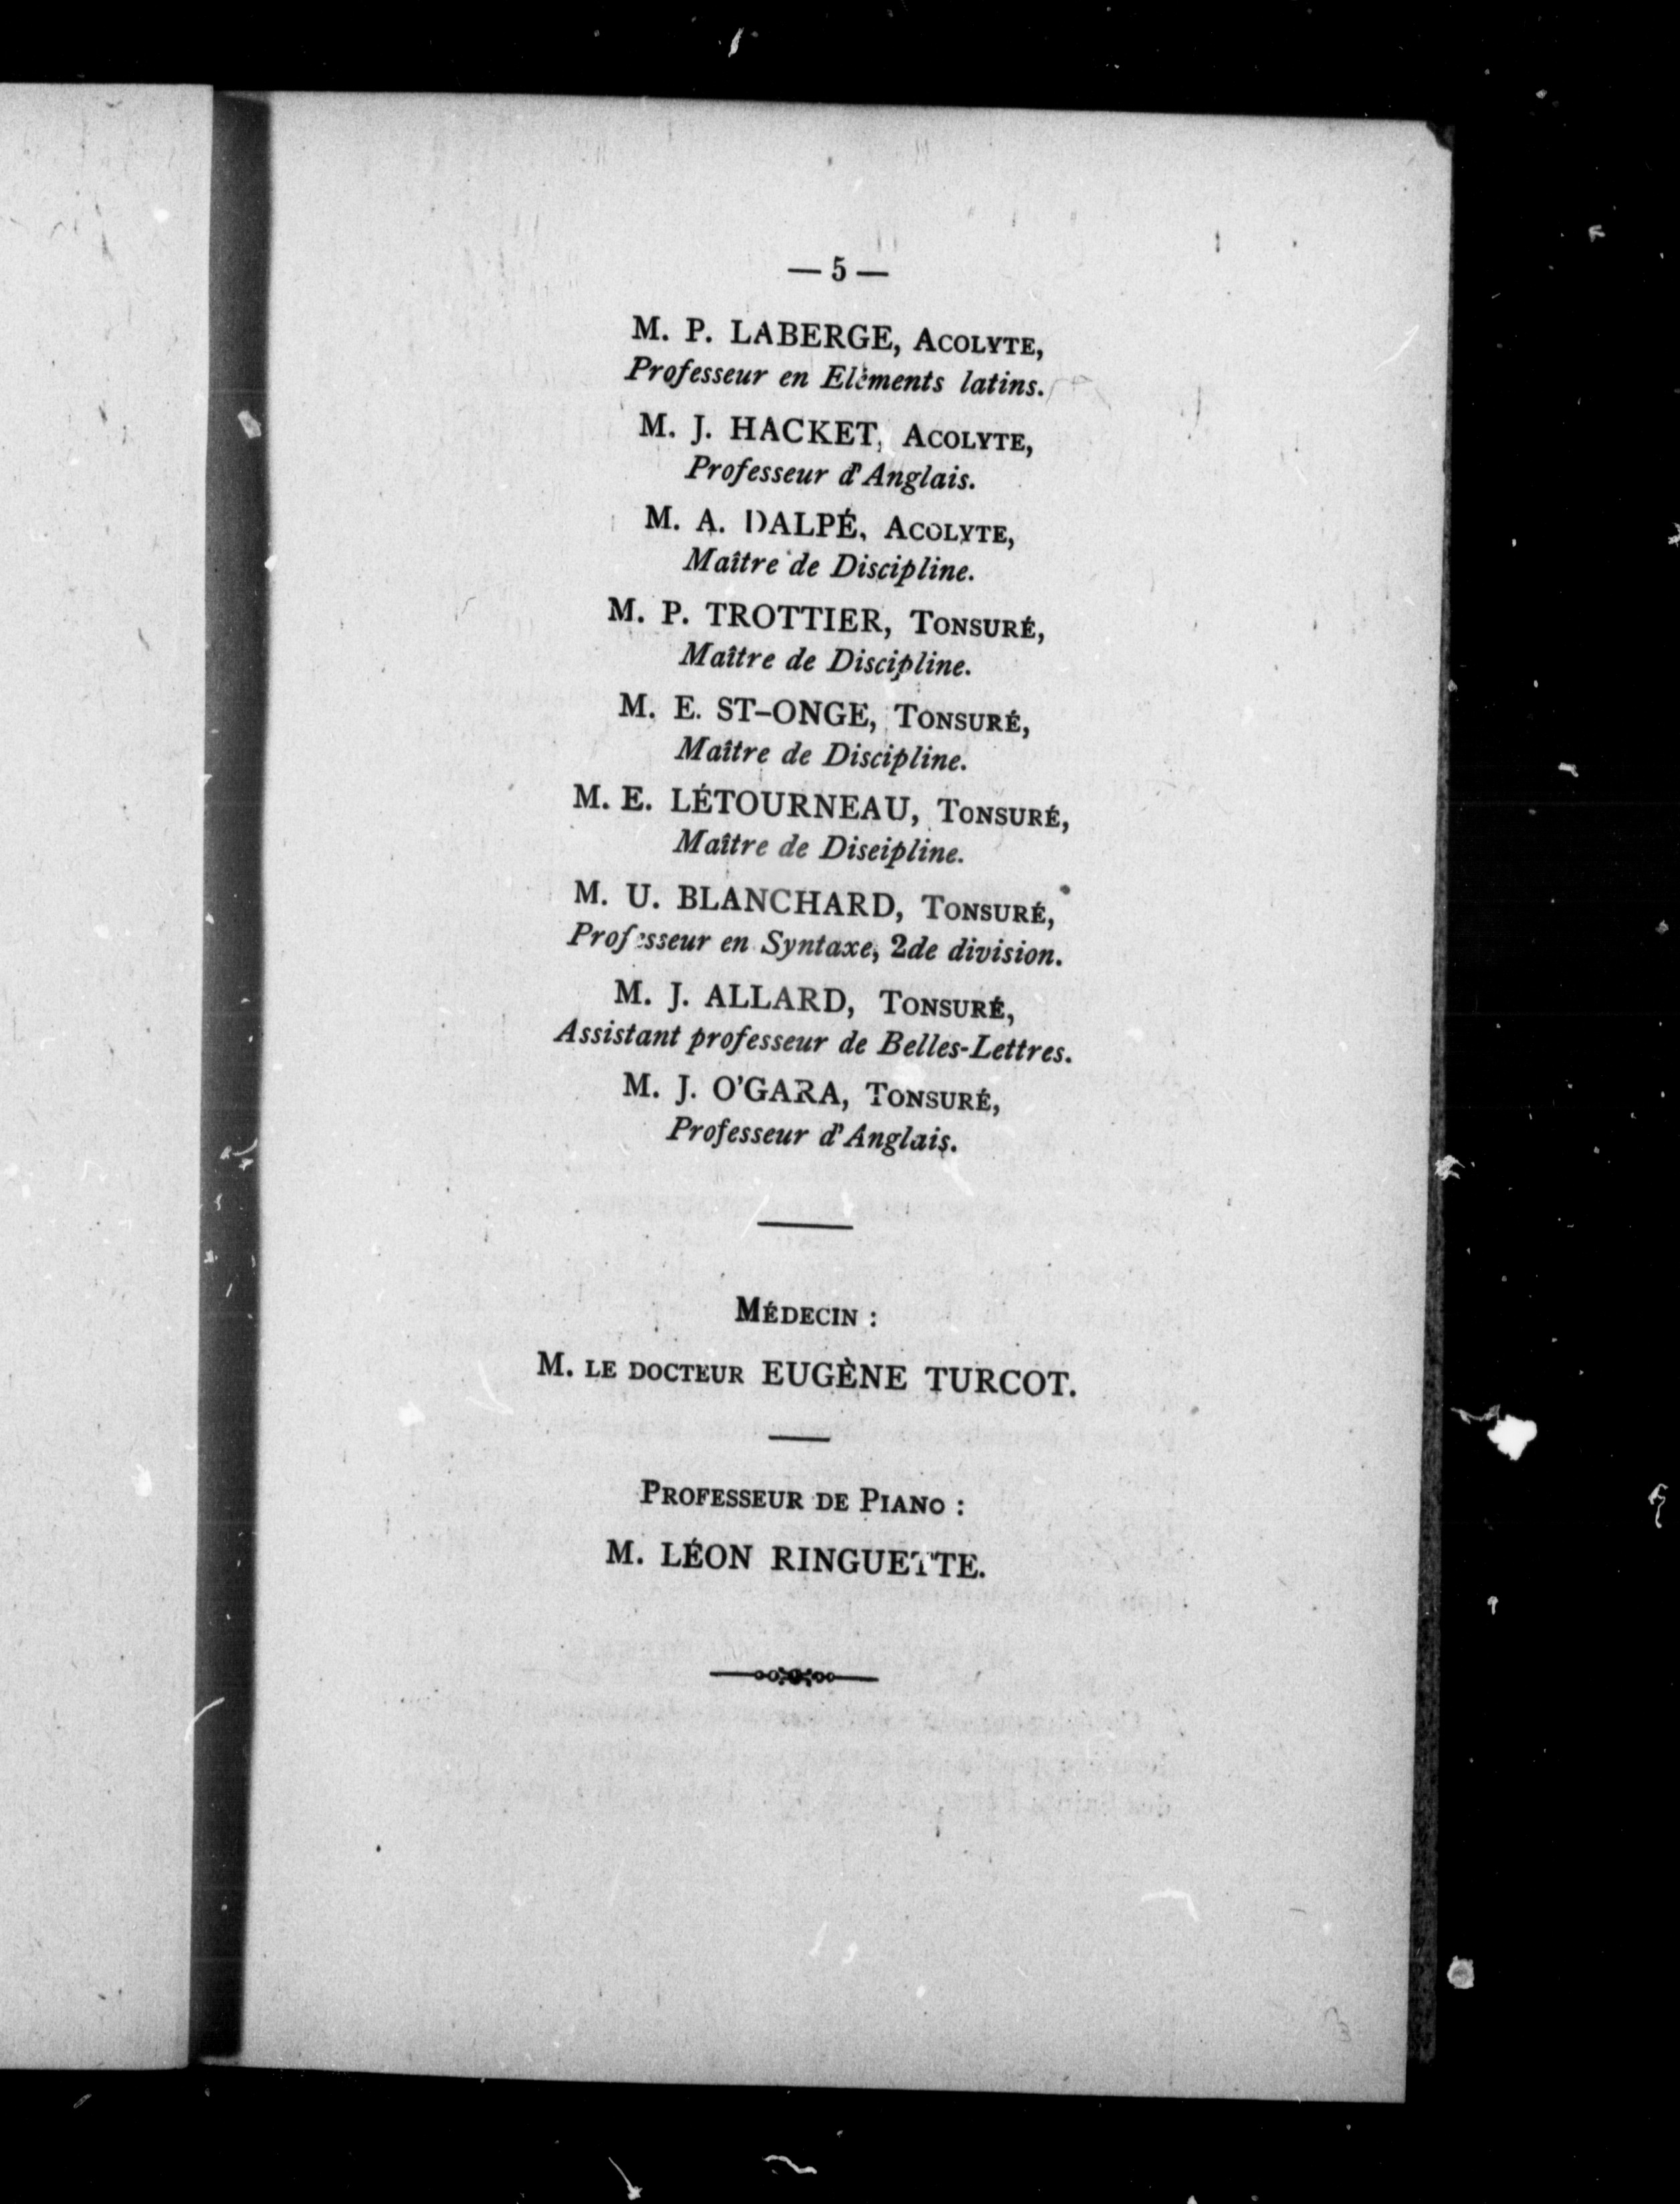 — 5 —
M. P. LABERGE, ACOLYTE,
Professeur en Eléments latins.
M. J. HACKET, ACOLYTE,
Professeur d'Anglais.
M. A. DALPÉ, ACOLYTE,
Maître de Discipline.
M. P. TROTTIER, TONSURÉ,
Maître de Discipline.
M. E. ST-ONGE, TONSURÉ,
Maître de Discipline.
M. E. LÉTOURNEAU, TONSURÉ,
Maître de Diseipline.
M. U. BLANCHARD, TONSURÉ,
Professeur en Syntaxe, 2de division.
M. J. ALLARD, TONSURÉ,
Assistant professeur de Belles-Lettres.
M. J. O'GARA, TONSURÉ,
Professeur d'Anglais.
MÉDECIN :
M. LE DOCTEUR EUGÈNE TURCOT.
PROFESSEUR DE PIANO :
M. LÉON RINGUETTE.